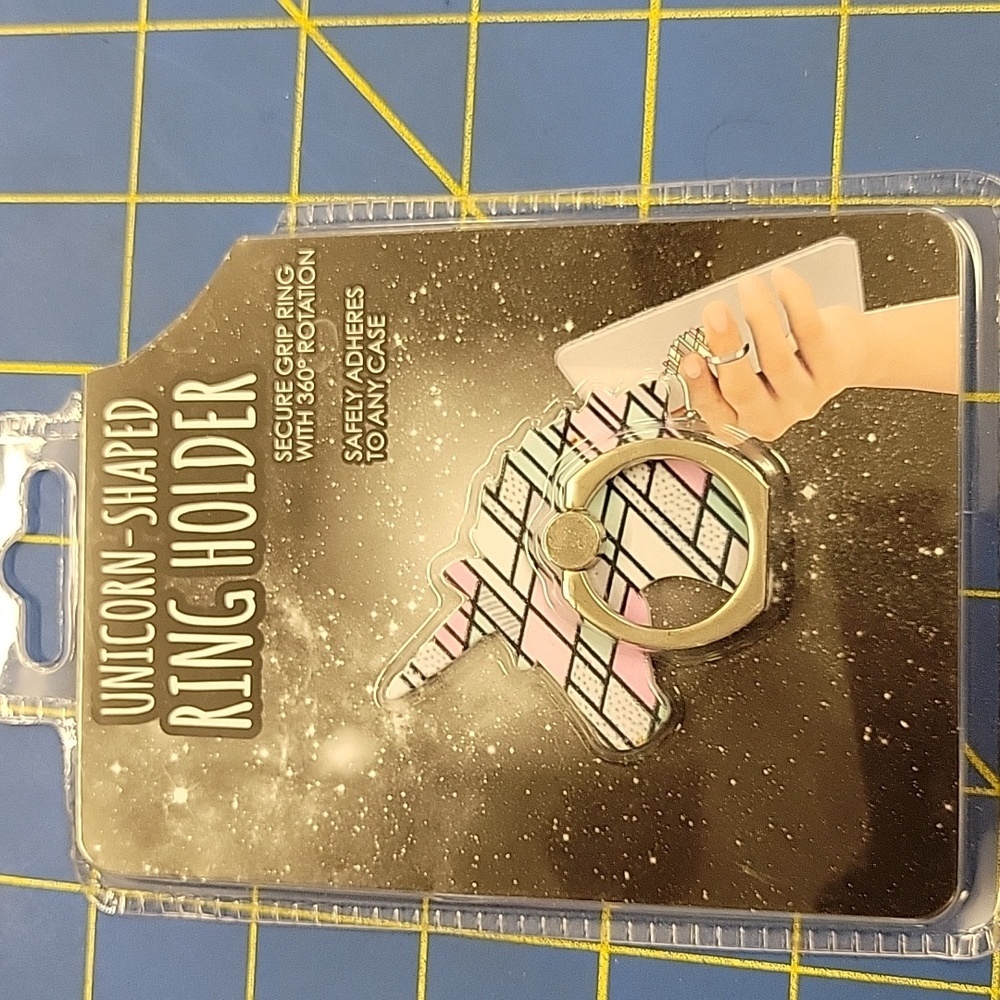 UNICORN-SHAPED
RING HOLDER
SECURE GRIP RING
WITH 360° ROTATION
SAFELY ADHERES
TO ANY CASE